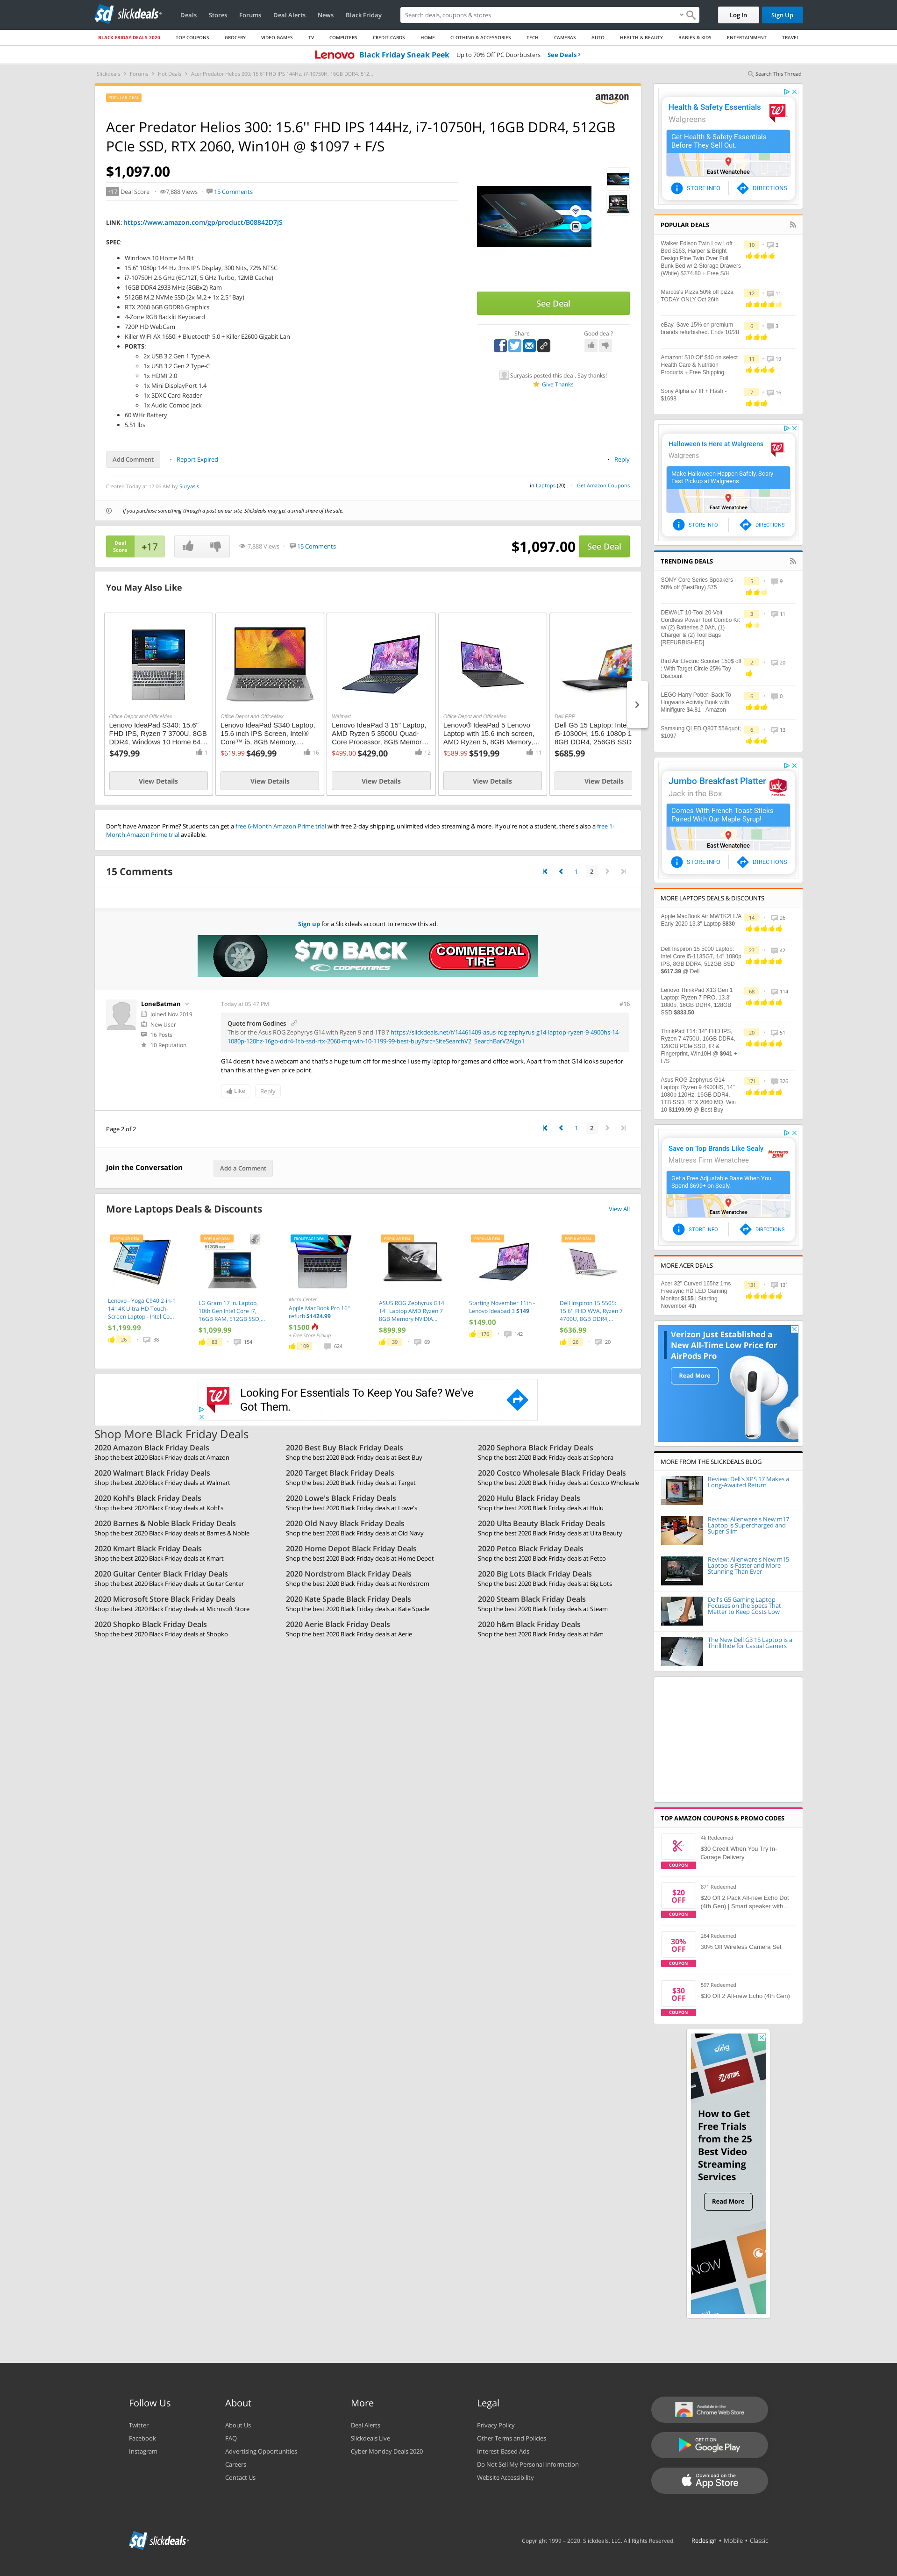 slickdeals
Deals Stores Forums Deal Alerts News Black Friday
Search deals, coupons & stores
Log In Sign Up
BLACK FRIDAY DEALS 2020 TOP COUPONS GROCERY VIDEO GAMES TV COMPUTERS CREDIT CARDS HOME CLOTHING & ACCESSORIES TECH CAMERAS AUTO HEALTH & BEAUTY BABIES & KIDS ENTERTAINMENT TRAVEL
Lenovo Black Friday Sneak Peek Up to 70% Off PC Doorbusters See Deals ›
Slickdeals > Forums > Hot Deals > Acer Predator Helios 300: 15.6" FHD IPS 144Hz, i7-10750H, 16GB DDR4, 512...
Search This Thread
POPULAR DEAL
amazon
Acer Predator Helios 300: 15.6'' FHD IPS 144Hz, i7-10750H, 16GB DDR4, 512GB
PCIe SSD, RTX 2060, Win10H @ $1097 + F/S
$1,097.00
+17 Deal Score 7,888 Views 15 Comments
LINK: https://www.amazon.com/gp/product/B08842D7JS
SPEC:
Windows 10 Home 64 Bit
15.6" 1080p 144 Hz 3ms IPS Display, 300 Nits, 72% NTSC
i7-10750H 2.6 GHz (6C/12T, 5 GHz Turbo, 12MB Cache)
16GB DDR4 2933 MHz (8GBx2) Ram
512GB M.2 NVMe SSD (2x M.2 + 1x 2.5" Bay)
RTX 2060 6GB GDDR6 Graphics
4-Zone RGB Backlit Keyboard
720P HD WebCam
Killer WiFi AX 1650i + Bluetooth 5.0 + Killer E2600 Gigabit Lan
PORTS:
2x USB 3.2 Gen 1 Type-A
1x USB 3.2 Gen 2 Type-C
1x HDMI 2.0
1x Mini DisplayPort 1.4
1x SDXC Card Reader
1x Audio Combo Jack
60 WHr Battery
5.51 lbs
See Deal
Share Good deal?
Suryasis posted this deal. Say thanks!
Give Thanks
Add Comment Report Expired Reply
Created Today at 12:06 AM by Suryasis
in Laptops (20) Get Amazon Coupons
If you purchase something through a post on our site, Slickdeals may get a small share of the sale.
Deal Score +17 7,888 Views 15 Comments $1,097.00 See Deal
You May Also Like
Office Depot and OfficeMax
Lenovo IdeaPad S340: 15.6"
FHD IPS, Ryzen 7 3700U, 8GB
DDR4, Windows 10 Home 64...
$479.99 1
View Details
Office Depot and OfficeMax
Lenovo IdeaPad S340 Laptop,
15.6 inch IPS Screen, Intel®
Core™ i5, 8GB Memory,...
$619.99 $469.99 16
View Details
Walmart
Lenovo IdeaPad 3 15" Laptop,
AMD Ryzen 5 3500U Quad-
Core Processor, 8GB Memor...
$499.00 $429.00 12
View Details
Office Depot and OfficeMax
Lenovo® IdeaPad 5 Lenovo
Laptop with 15.6 inch screen,
AMD Ryzen 5, 8GB Memory,...
$589.99 $519.99 11
View Details
Dell EPP
Dell G5 15 Laptop: Inte
i5-10300H, 15.6 1080p 1
8GB DDR4, 256GB SSD
$685.99
View Details
Don't have Amazon Prime? Students can get a free 6-Month Amazon Prime trial with free 2-day shipping, unlimited video streaming & more. If you're not a student, there's also a free 1-
Month Amazon Prime trial available.
15 Comments 1 2
Sign up for a Slickdeals account to remove this ad.
$70 BACK
COOPERTIRES
COMMERCIAL TIRE
LoneBatman
Joined Nov 2019
New User
16 Posts
10 Reputation
Today at 05:47 PM #16
Quote from Godines
This or the Asus ROG Zephyrys G14 with Ryzen 9 and 1TB ? https://slickdeals.net/f/14461409-asus-rog-zephyrus-g14-laptop-ryzen-9-4900hs-14-
1080p-120hz-16gb-ddr4-1tb-ssd-rtx-2060-mq-win-10-1199-99-best-buy?src=SiteSearchV2_SearchBarV2Algo1
G14 doesn't have a webcam and that's a huge turn off for me since I use my laptop for games and office work. Apart from that G14 looks superior
than this at the given price point.
Like Reply
Page 2 of 2 1 2
Join the Conversation Add a Comment
More Laptops Deals & Discounts View All
POPULAR DEAL
Lenovo - Yoga C940 2-in-1
14" 4K Ultra HD Touch-
Screen Laptop - Intel Co...
$1,199.99
26 38
POPULAR DEAL
LG Gram 17 in. Laptop,
10th Gen Intel Core i7,
16GB RAM, 512GB SSD,...
$1,099.99
83 154
FRONTPAGE DEAL
Micro Center
Apple MacBook Pro 16"
refurb $1424.99
$1500
+ Free Store Pickup
109 624
POPULAR DEAL
ASUS ROG Zephyrus G14
14" Laptop AMD Ryzen 7
8GB Memory NVIDIA...
$899.99
39 69
POPULAR DEAL
Starting November 11th -
Lenovo Ideapad 3 $149
$149.00
176 142
POPULAR DEAL
Dell Inspiron 15 5505:
15.6'' FHD WVA, Ryzen 7
4700U, 8GB DDR4,...
$636.99
26 20
Looking For Essentials To Keep You Safe? We've
Got Them.
Shop More Black Friday Deals
2020 Amazon Black Friday Deals
Shop the best 2020 Black Friday deals at Amazon
2020 Best Buy Black Friday Deals
Shop the best 2020 Black Friday deals at Best Buy
2020 Sephora Black Friday Deals
Shop the best 2020 Black Friday deals at Sephora
2020 Walmart Black Friday Deals
Shop the best 2020 Black Friday deals at Walmart
2020 Target Black Friday Deals
Shop the best 2020 Black Friday deals at Target
2020 Costco Wholesale Black Friday Deals
Shop the best 2020 Black Friday deals at Costco Wholesale
2020 Kohl's Black Friday Deals
Shop the best 2020 Black Friday deals at Kohl's
2020 Lowe's Black Friday Deals
Shop the best 2020 Black Friday deals at Lowe's
2020 Hulu Black Friday Deals
Shop the best 2020 Black Friday deals at Hulu
2020 Barnes & Noble Black Friday Deals
Shop the best 2020 Black Friday deals at Barnes & Noble
2020 Old Navy Black Friday Deals
Shop the best 2020 Black Friday deals at Old Navy
2020 Ulta Beauty Black Friday Deals
Shop the best 2020 Black Friday deals at Ulta Beauty
2020 Kmart Black Friday Deals
Shop the best 2020 Black Friday deals at Kmart
2020 Home Depot Black Friday Deals
Shop the best 2020 Black Friday deals at Home Depot
2020 Petco Black Friday Deals
Shop the best 2020 Black Friday deals at Petco
2020 Guitar Center Black Friday Deals
Shop the best 2020 Black Friday deals at Guitar Center
2020 Nordstrom Black Friday Deals
Shop the best 2020 Black Friday deals at Nordstrom
2020 Big Lots Black Friday Deals
Shop the best 2020 Black Friday deals at Big Lots
2020 Microsoft Store Black Friday Deals
Shop the best 2020 Black Friday deals at Microsoft Store
2020 Kate Spade Black Friday Deals
Shop the best 2020 Black Friday deals at Kate Spade
2020 Steam Black Friday Deals
Shop the best 2020 Black Friday deals at Steam
2020 Shopko Black Friday Deals
Shop the best 2020 Black Friday deals at Shopko
2020 Aerie Black Friday Deals
Shop the best 2020 Black Friday deals at Aerie
2020 h&m Black Friday Deals
Shop the best 2020 Black Friday deals at h&m
Health & Safety Essentials
Walgreens
Get Health & Safety Essentials
Before They Sell Out.
East Wenatchee
STORE INFO DIRECTIONS
POPULAR DEALS
Walker Edison Twin Low Loft
Bed $163, Harper & Bright
Design Pine Twin Over Full
Bunk Bed w/ 2-Storage Drawers
(White) $374.80 + Free S/H
10 3
Marcos's Pizza 50% off pizza
TODAY ONLY Oct 26th
12 11
eBay. Save 15% on premium
brands refurbished. Ends 10/28.
6 3
Amazon: $10 Off $40 on select
Health Care & Nutrition
Products + Free Shipping
11 19
Sony Alpha a7 III + Flash -
$1698
7 16
Halloween Is Here at Walgreens
Walgreens
Make Halloween Happen Safely. Scary
Fast Pickup at Walgreens
East Wenatchee
STORE INFO DIRECTIONS
TRENDING DEALS
SONY Core Series Speakers -
50% off (BestBuy) $75
5 9
DEWALT 10-Tool 20-Volt
Cordless Power Tool Combo Kit
w/ (2) Batteries 2.0Ah, (1)
Charger & (2) Tool Bags
[REFURBISHED]
3 11
Bird Air Electric Scooter 150$ off
: With Target Circle 25% Toy
Discount
2 20
LEGO Harry Potter: Back To
Hogwarts Activity Book with
Minifigure $4.81 - Amazon
6 0
Samsung QLED Q80T 55&quot;
$1097
6 13
Jumbo Breakfast Platter
Jack in the Box
Comes With French Toast Sticks
Paired With Our Maple Syrup!
East Wenatchee
STORE INFO DIRECTIONS
MORE LAPTOPS DEALS & DISCOUNTS
Apple MacBook Air MWTK2LL/A
Early 2020 13.3" Laptop $830
14 26
Dell Inspiron 15 5000 Laptop:
Intel Core i5-1135G7, 14" 1080p
IPS, 8GB DDR4, 512GB SSD
$617.39 @ Dell
27 42
Lenovo ThinkPad X13 Gen 1
Laptop: Ryzen 7 PRO, 13.3"
1080p, 16GB DDR4, 128GB
SSD $833.50
68 114
ThinkPad T14: 14'' FHD IPS,
Ryzen 7 4750U, 16GB DDR4,
128GB PCIe SSD, IR &
Fingerprint, Win10H @ $941 +
F/S
20 51
Asus ROG Zephyrus G14
Laptop: Ryzen 9 4900HS, 14"
1080p 120Hz, 16GB DDR4,
1TB SSD, RTX 2060 MQ, Win
10 $1199.99 @ Best Buy
171 326
Save on Top Brands Like Sealy
Mattress Firm Wenatchee
Get a Free Adjustable Base When You
Spend $699+ on Sealy.
East Wenatchee
STORE INFO DIRECTIONS
MORE ACER DEALS
Acer 32" Curved 165hz 1ms
Freesync HD LED Gaming
Monitor $155 | Starting
November 4th
131 131
Verizon Just Established a
New All-Time Low Price for
AirPods Pro
Read More
MORE FROM THE SLICKDEALS BLOG
Review: Dell's XPS 17 Makes a
Long-Awaited Return
Review: Alienware's New m17
Laptop is Supercharged and
Super-Slim
Review: Alienware's New m15
Laptop is Faster and More
Stunning Than Ever
Dell's G5 Gaming Laptop
Focuses on the Specs That
Matter to Keep Costs Low
The New Dell G3 15 Laptop is a
Thrill Ride for Casual Gamers
TOP AMAZON COUPONS & PROMO CODES
4k Redeemed
$30 Credit When You Try In-
Garage Delivery
COUPON
871 Redeemed
$20 OFF
$20 Off 2 Pack All-new Echo Dot
(4th Gen) | Smart speaker with...
COUPON
264 Redeemed
30% OFF
30% Off Wireless Camera Set
COUPON
597 Redeemed
$30 OFF
$30 Off 2 All-new Echo (4th Gen)
COUPON
sling
SHOWTIME
How to Get
Free Trials
from the 25
Best Video
Streaming
Services
Read More
NOW
Follow Us
Twitter
Facebook
Instagram
About
About Us
FAQ
Advertising Opportunities
Careers
Contact Us
More
Deal Alerts
Slickdeals Live
Cyber Monday Deals 2020
Legal
Privacy Policy
Other Terms and Policies
Interest-Based Ads
Do Not Sell My Personal Information
Website Accessibility
Available in the
Chrome Web Store
GET IT ON
Google Play
Download on the
App Store
slickdeals
Copyright 1999 – 2020. Slickdeals, LLC. All Rights Reserved. Redesign • Mobile • Classic